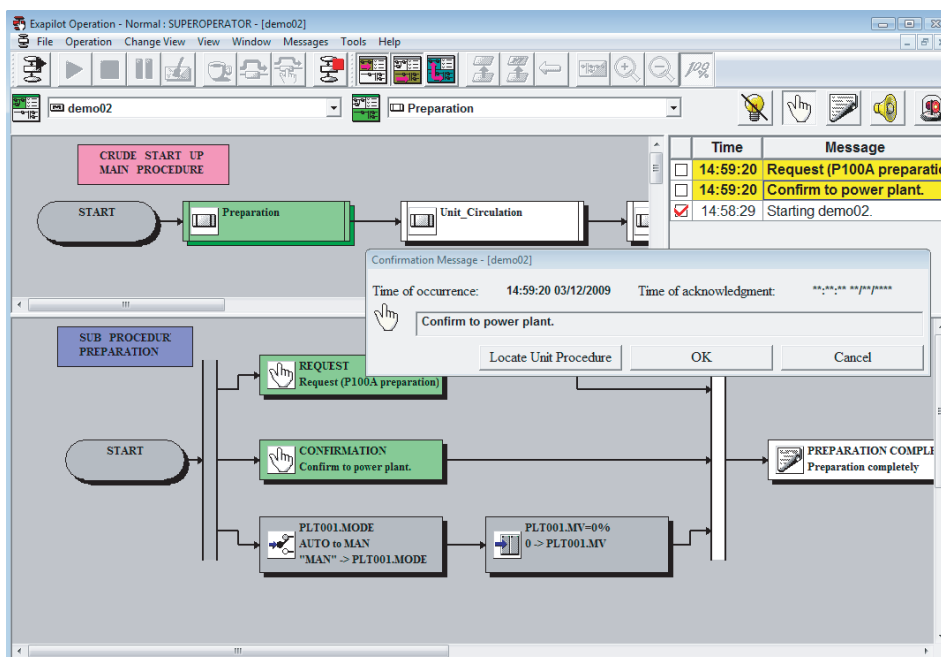 Exapilot Operation - Normal : SUPEROPERATOR - [demo02]
File Operation Change View View Window Messages Tools Help
100%
demo02 Preparation
CRUDE START UP
MAIN PROCEDURE
START
Preparation
Unit_Circulation
Time Message
14:59:20 Request (P100A preparatio
14:59:20 Confirm to power plant.
14:58:29 Starting demo02.
Confirmation Message - [demo02]
Time of occurrence: 14:59:20 03/12/2009 Time of acknowledgment: **:**:** **/**/****
Confirm to power plant.
Locate Unit Procedure OK Cancel
SUB PROCEDUR
PREPARATION
START
REQUEST
Request (P100A preparation)
CONFIRMATION
Confirm to power plant.
PLT001.MODE
AUTO to MAN
"MAN" -> PLT001.MODE
PLT001.MV=0%
0 -> PLT001.MV
PREPARATION COMPLE
Preparation completely